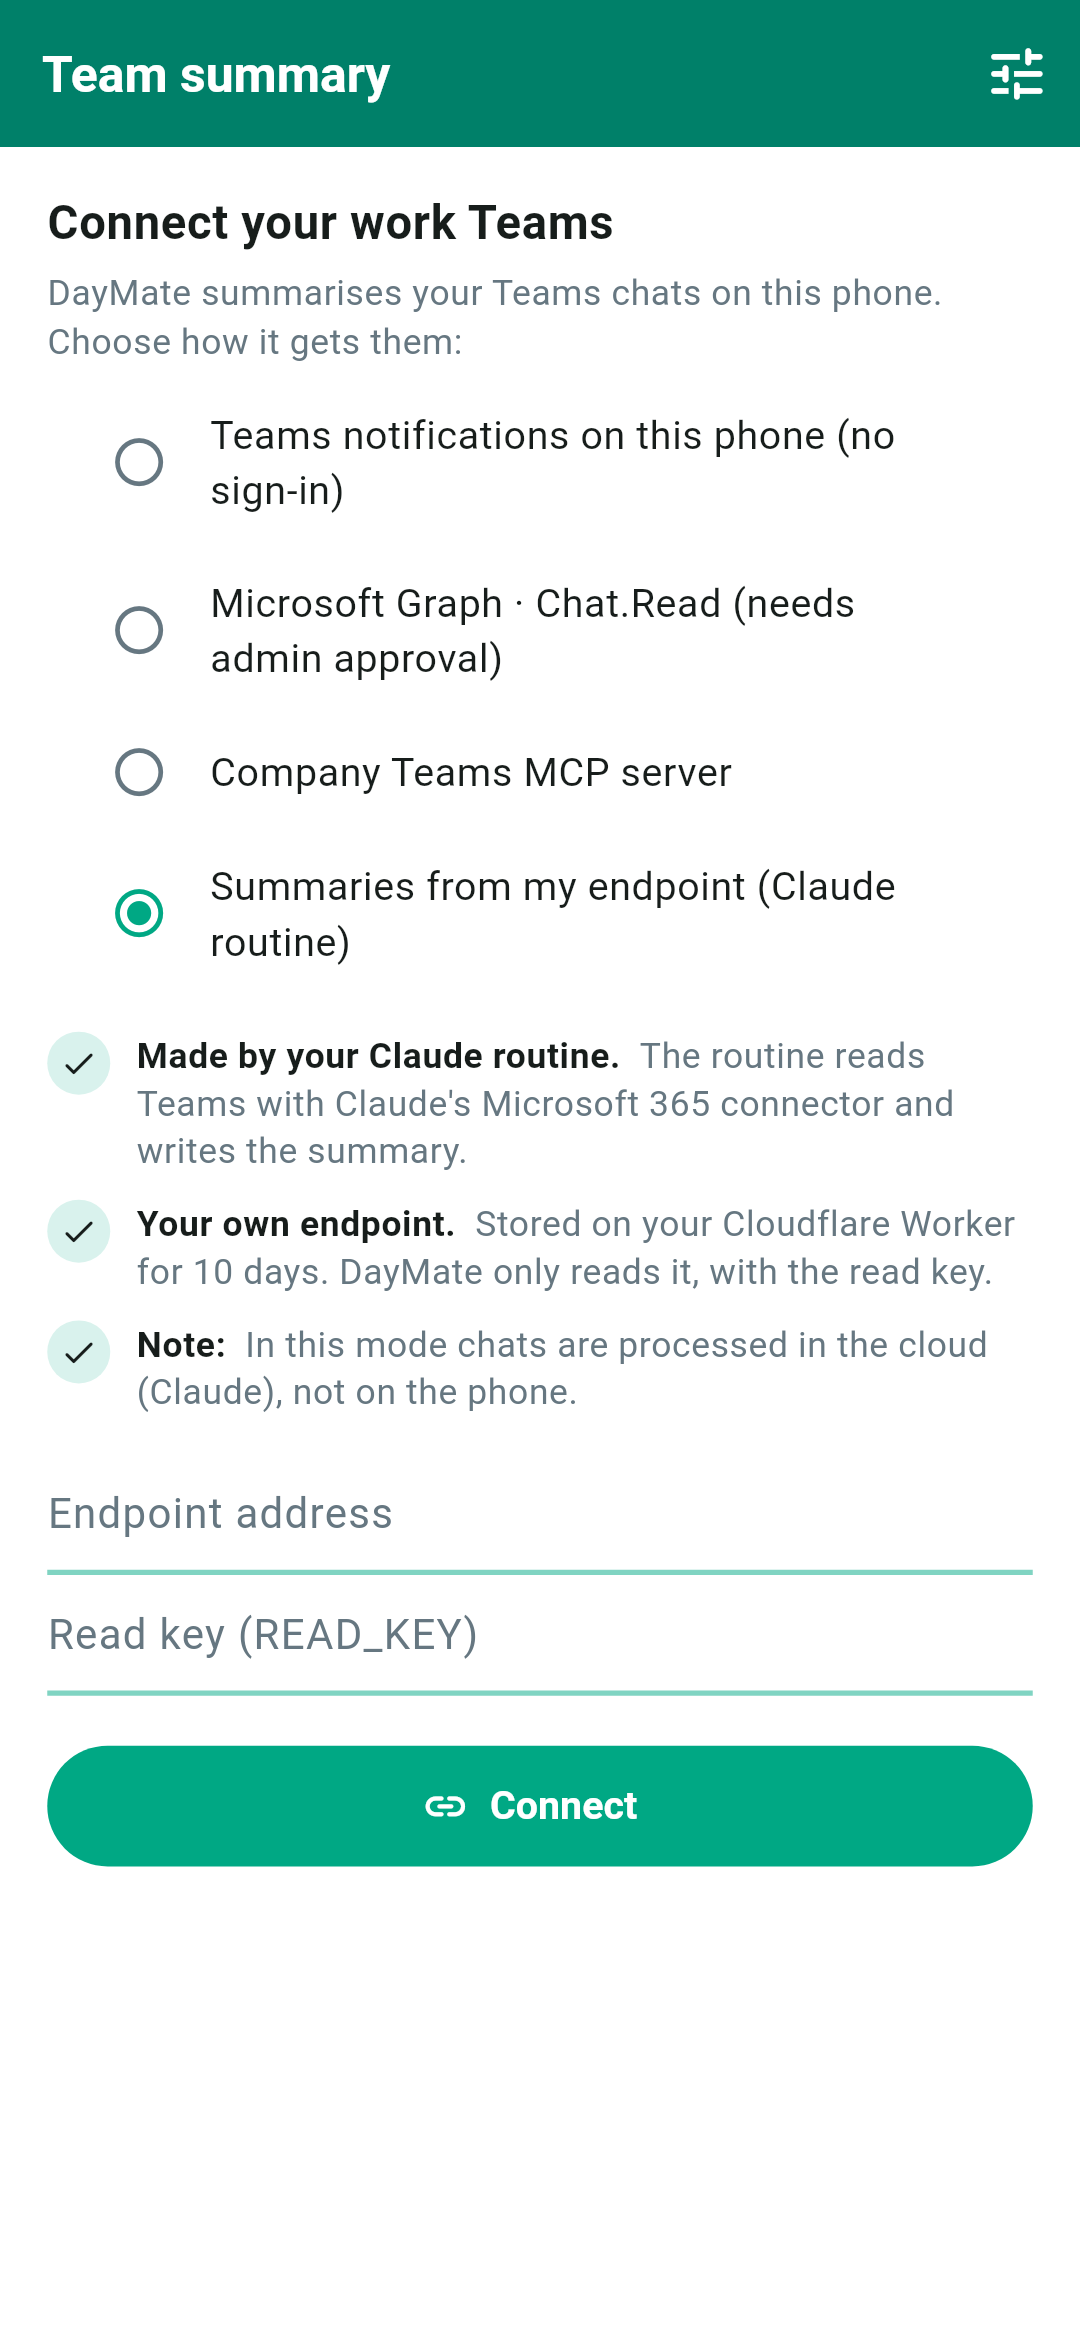 Team summary
Connect your work Teams
DayMate summarises your Teams chats on this phone.
Choose how it gets them:
Teams notifications on this phone (no
sign-in)
Microsoft Graph · Chat.Read (needs
admin approval)
Company Teams MCP server
Summaries from my endpoint (Claude
routine)
Made by your Claude routine. The routine reads
Teams with Claude's Microsoft 365 connector and
writes the summary.
Your own endpoint. Stored on your Cloudflare Worker
for 10 days. DayMate only reads it, with the read key.
Note: In this mode chats are processed in the cloud
(Claude), not on the phone.
Endpoint address
Read key (READ_KEY)
Connect